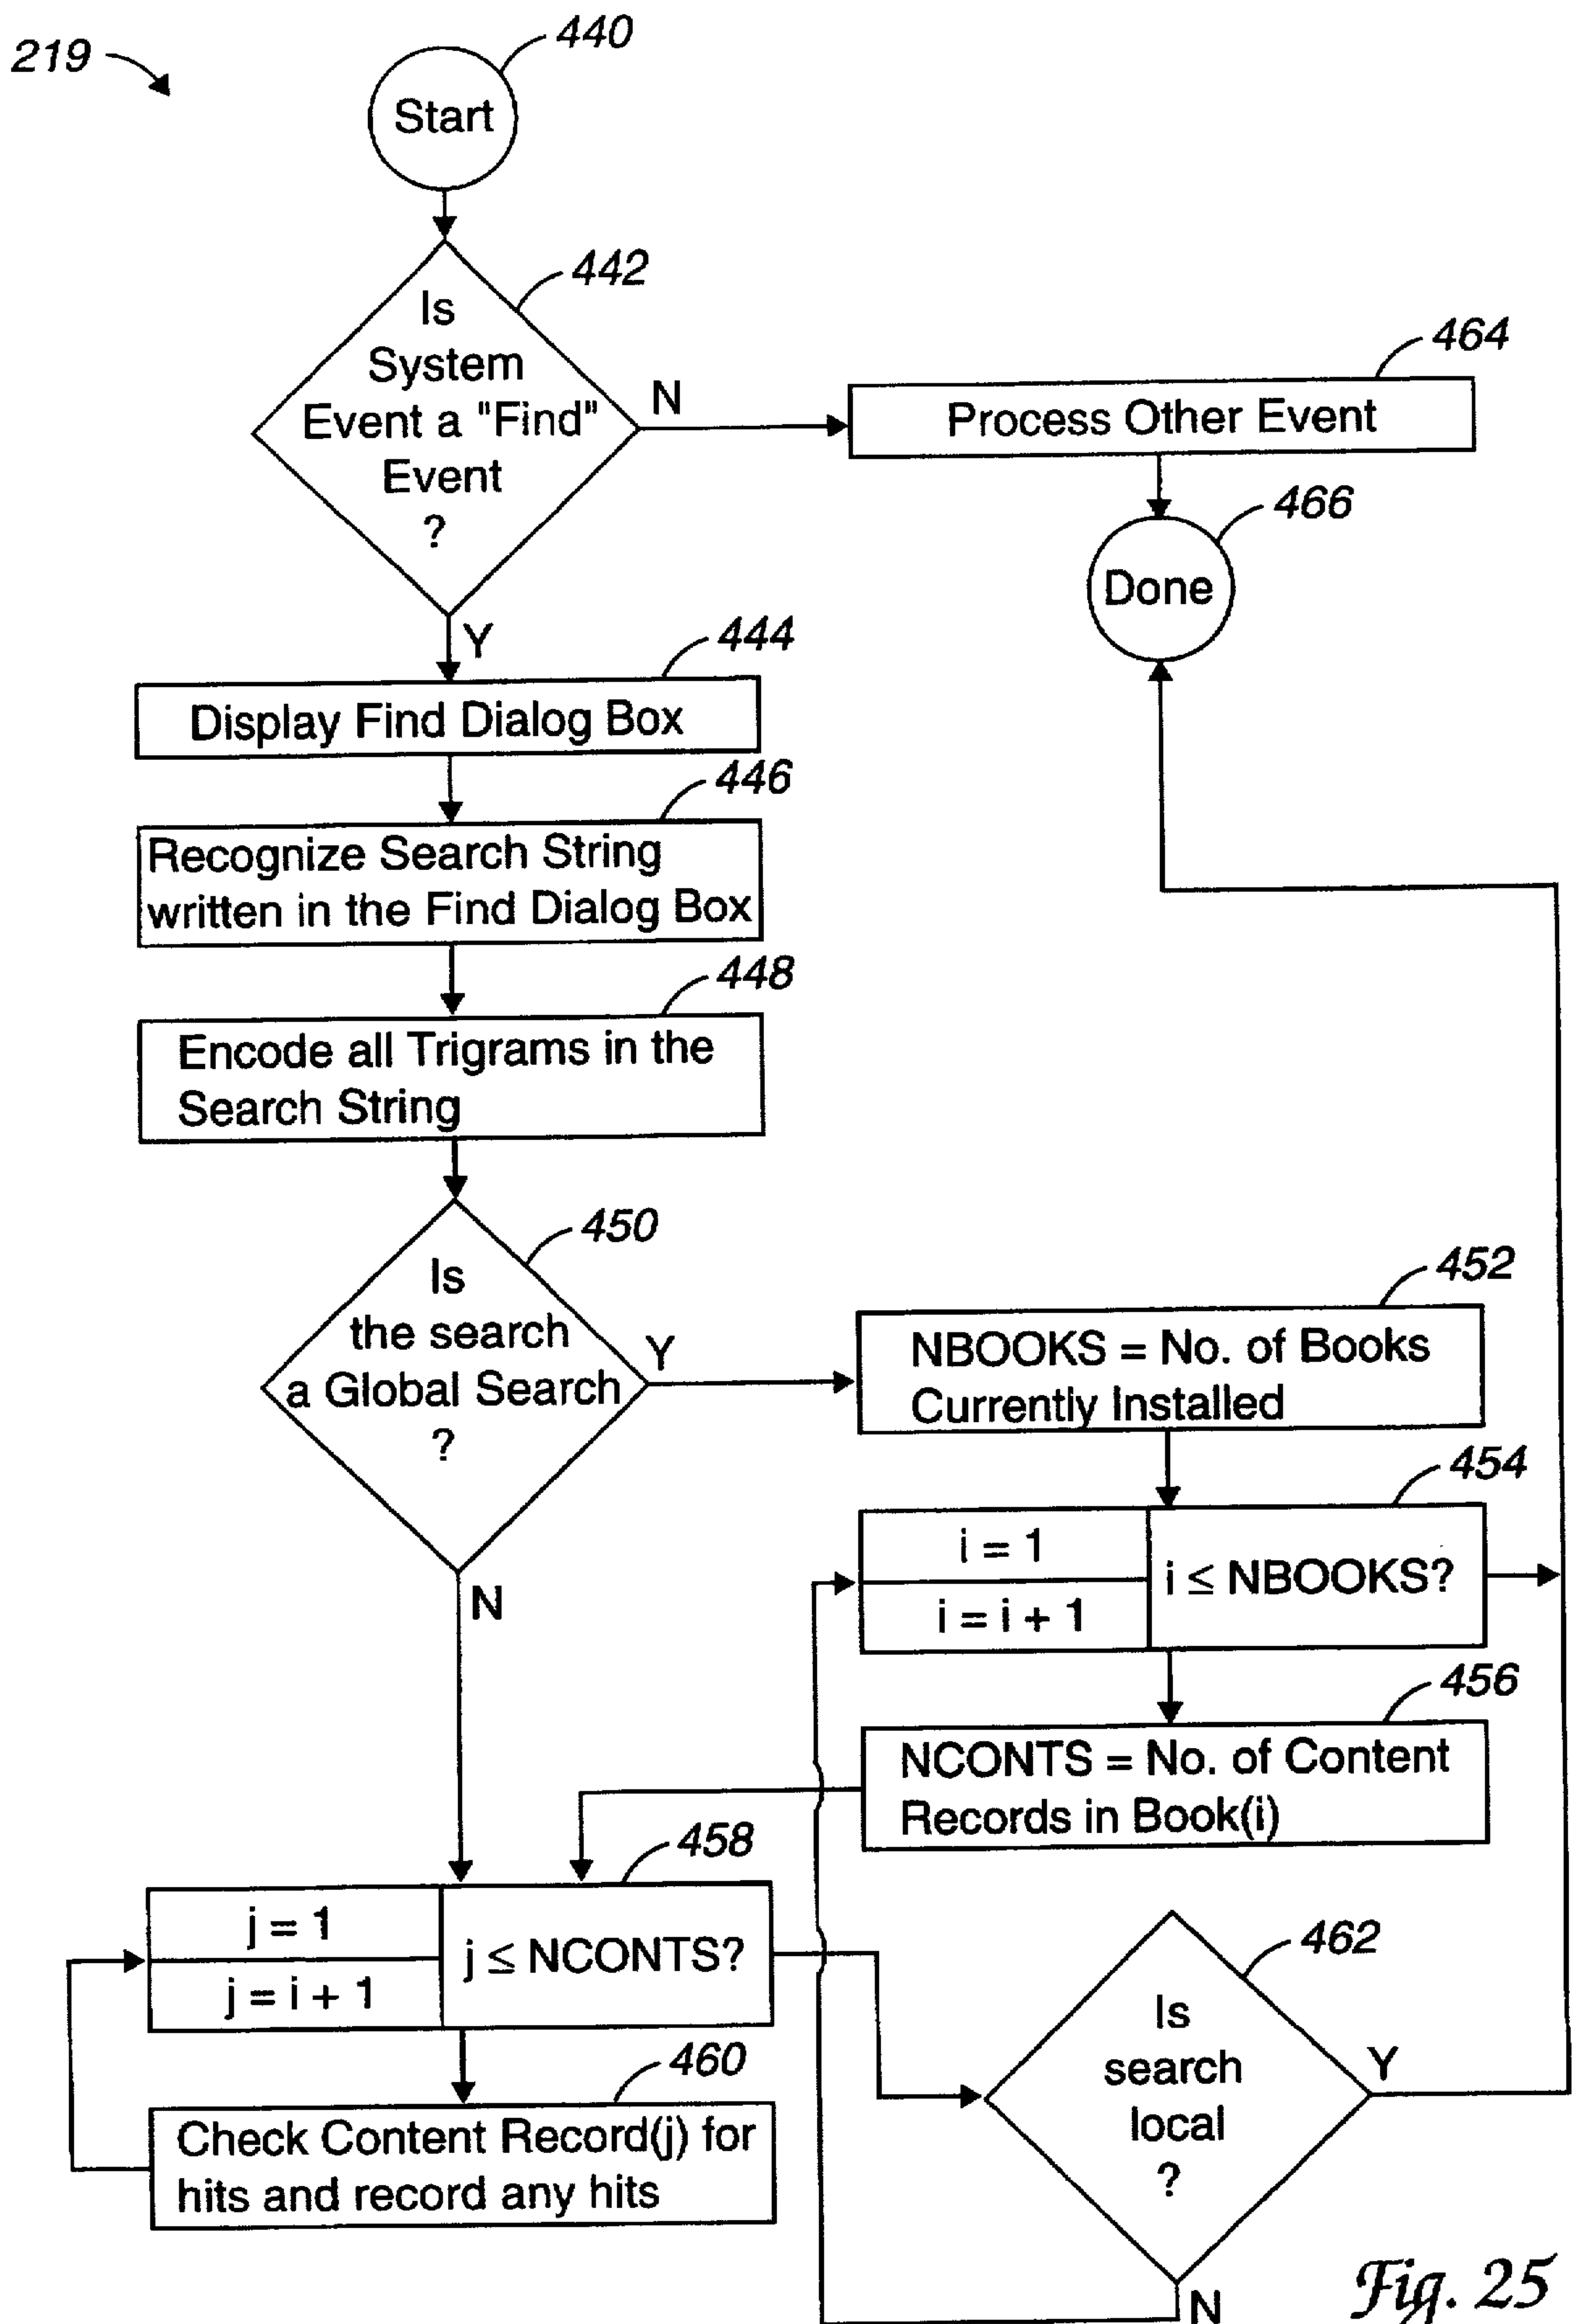 219
440
Start
442
Is
System
Event a "Find"
Event
?
N
Y
464
Process Other Event
466
Done
444
Display Find Dialog Box
446
Recognize Search String
written in the Find Dialog Box
448
Encode all Trigrams in the
Search String
450
Is
the search
a Global Search
?
Y
N
452
NBOOKS = No. of Books
Currently Installed
454
i = 1
i = i + 1
i ≤ NBOOKS?
456
NCONTS = No. of Content
Records in Book(i)
458
j = 1
j = i + 1
j ≤ NCONTS?
460
Check Content Record(j) for
hits and record any hits
462
Is
search
local
?
Y
N
Fig. 25